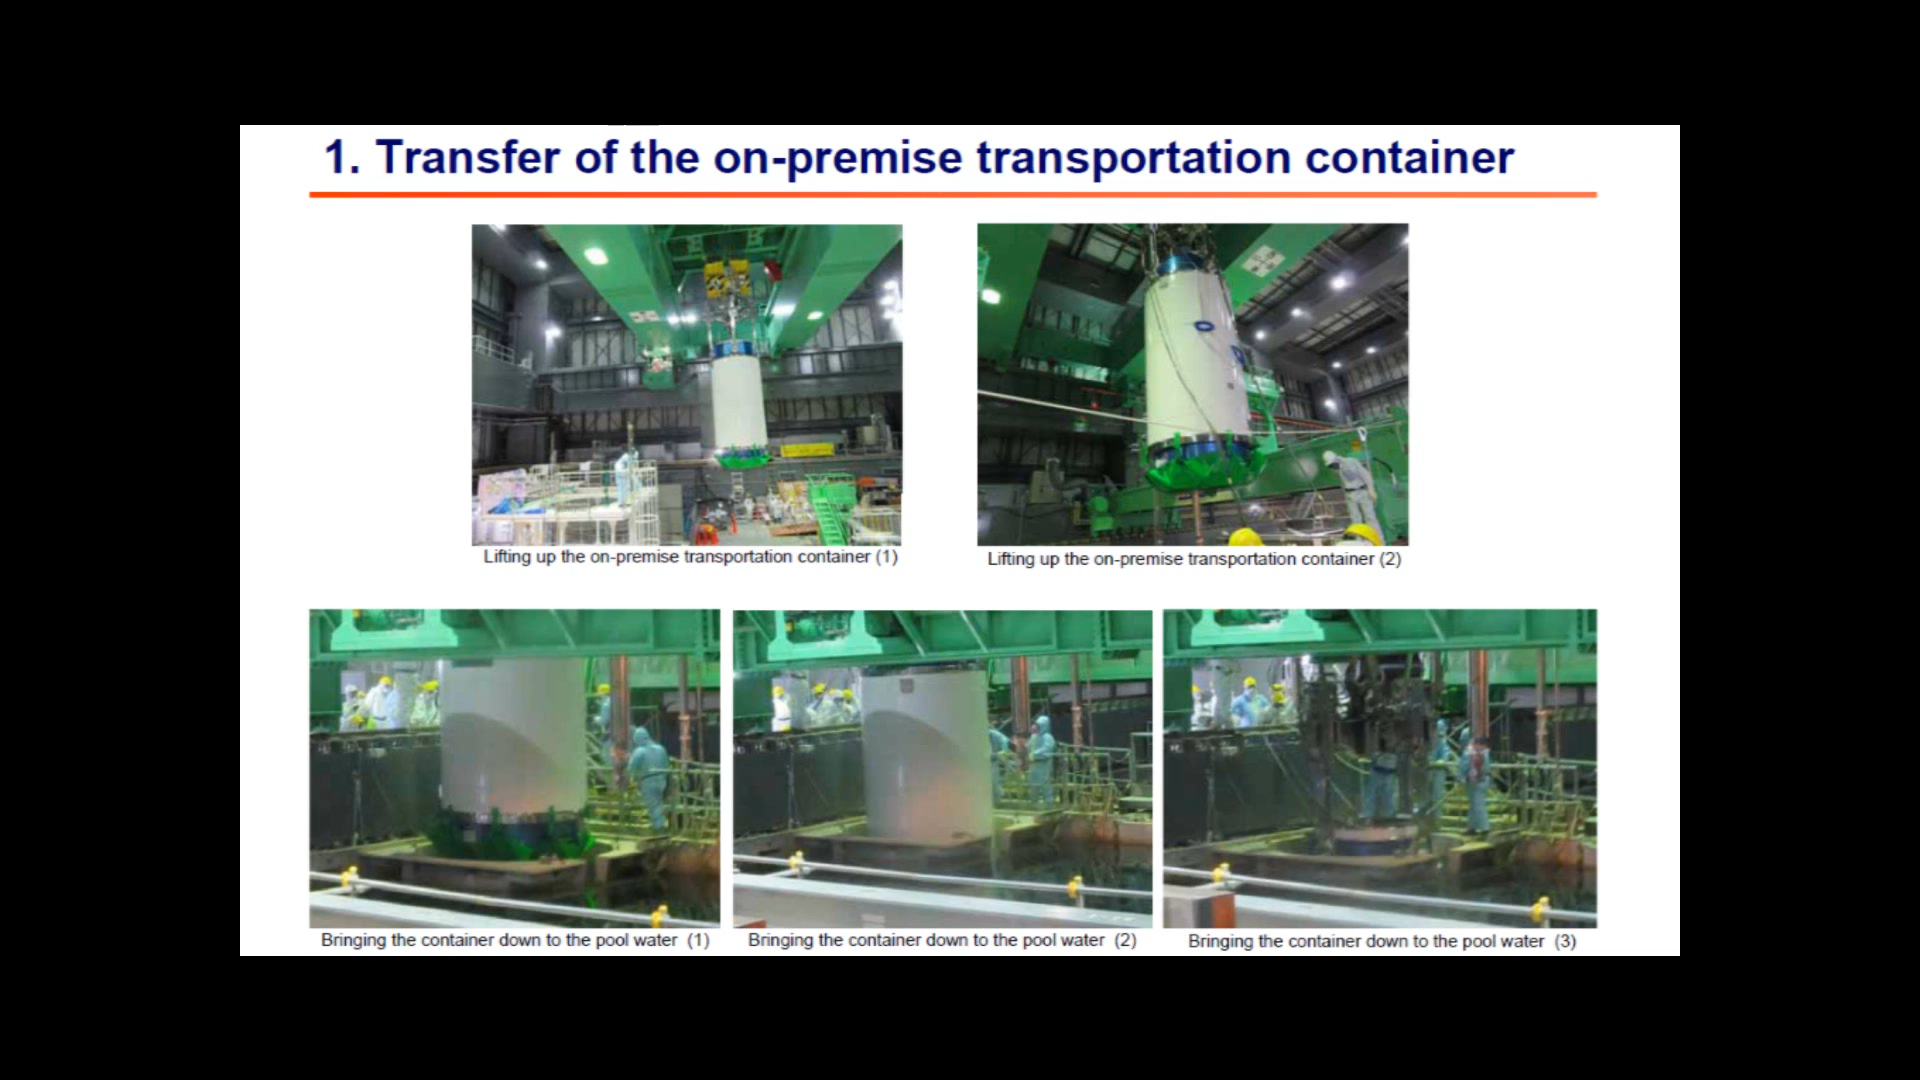 1. Transfer of the on-premise transportation container
Lifting up the on-premise transportation container (1)
Lifting up the on-premise transportation container (2)
Bringing the container down to the pool water (1)
Bringing the container down to the pool water (2)
Bringing the container down to the pool water (3)